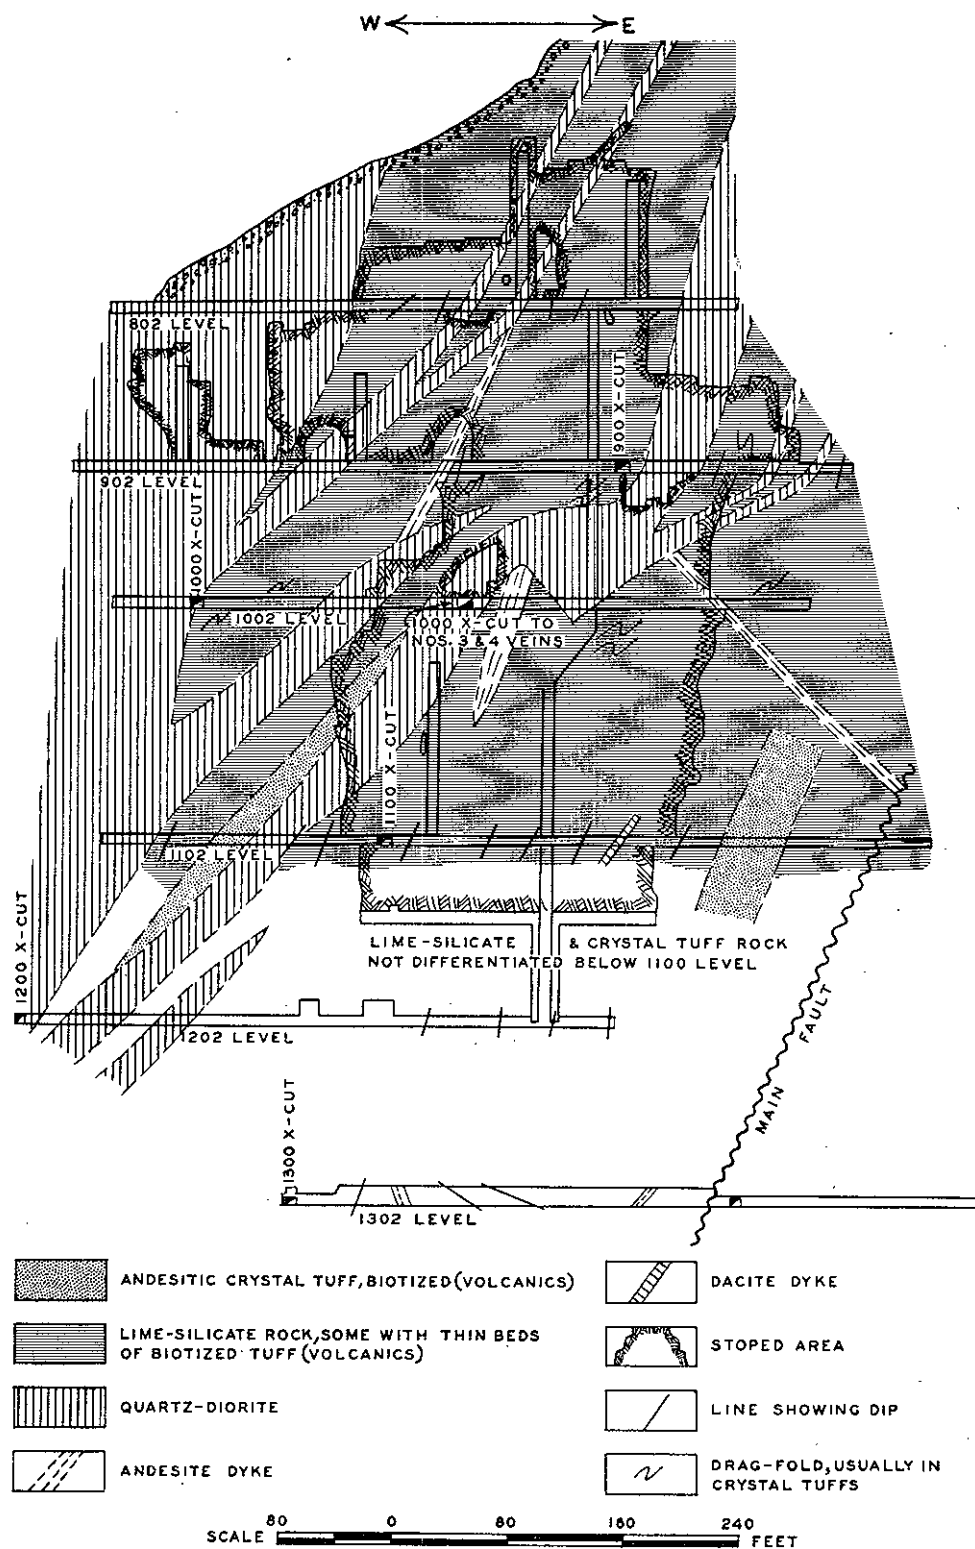 W E
802 LEVEL
900 X-CUT
902 LEVEL
1000 X-CUT
1002 LEVEL
1000 X-CUT TO
NOS. 3 & 4 VEINS
1100 X-CUT
1102 LEVEL
LIME-SILICATE & CRYSTAL TUFF ROCK
NOT DIFFERENTIATED BELOW 1100 LEVEL
1200 X-CUT
1202 LEVEL
MAIN FAULT
1300 X-CUT
1302 LEVEL
ANDESITIC CRYSTAL TUFF, BIOTIZED (VOLCANICS)
LIME-SILICATE ROCK, SOME WITH THIN BEDS
OF BIOTIZED TUFF (VOLCANICS)
QUARTZ-DIORITE
ANDESITE DYKE
DACITE DYKE
STOPED AREA
LINE SHOWING DIP
DRAG-FOLD, USUALLY IN
CRYSTAL TUFFS
80 0 80 160 240
SCALE FEET